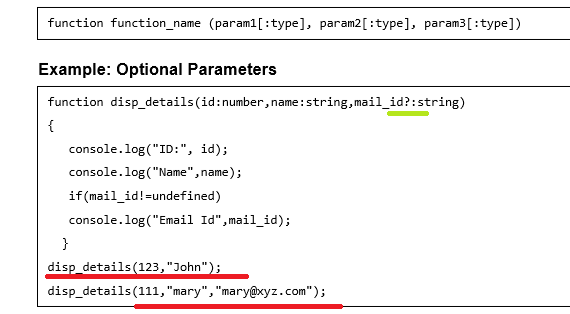 function function_name (param1[:type], param2[:type], param3[:type])
Example: Optional Parameters
function disp_details(id:number,name:string,mail_id?:string)
{
console.log("ID:", id);
console.log("Name",name);
if(mail_id!=undefined)
console.log("Email Id",mail_id);
}
disp_details(123,"John");
disp_details(111,"mary","mary@xyz.com");